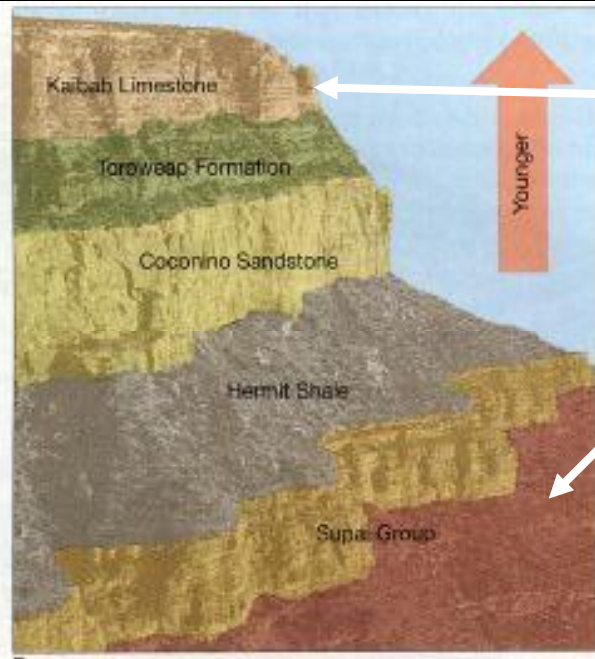 Kaibab Limestone
Younger
Toroweap Formation
Coconino Sandstone
Hermit Shale
Supai Group